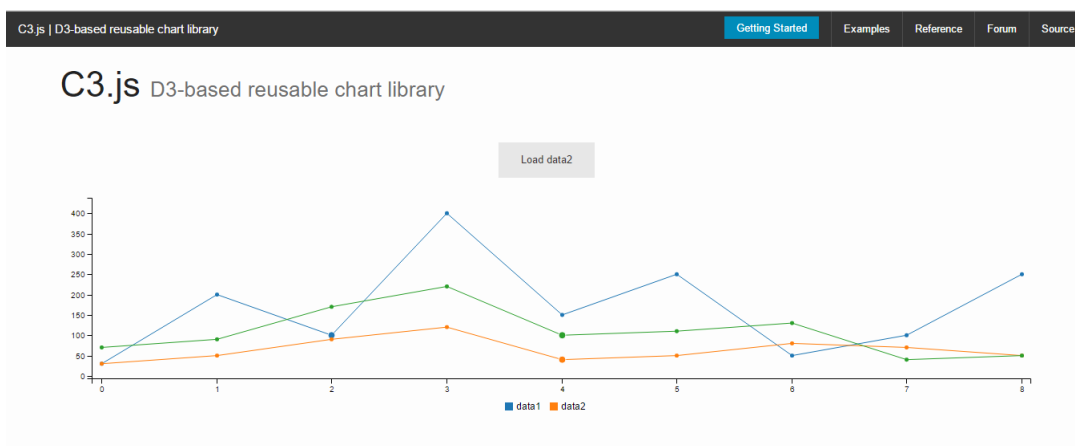 C3.js | D3-based reusable chart library Getting Started Examples Reference Forum Source
C3.js D3-based reusable chart library
Load data2
400
350
300
250
200
150
100
50
0
0 1 2 3 4 5 6 7 8
data1 data2